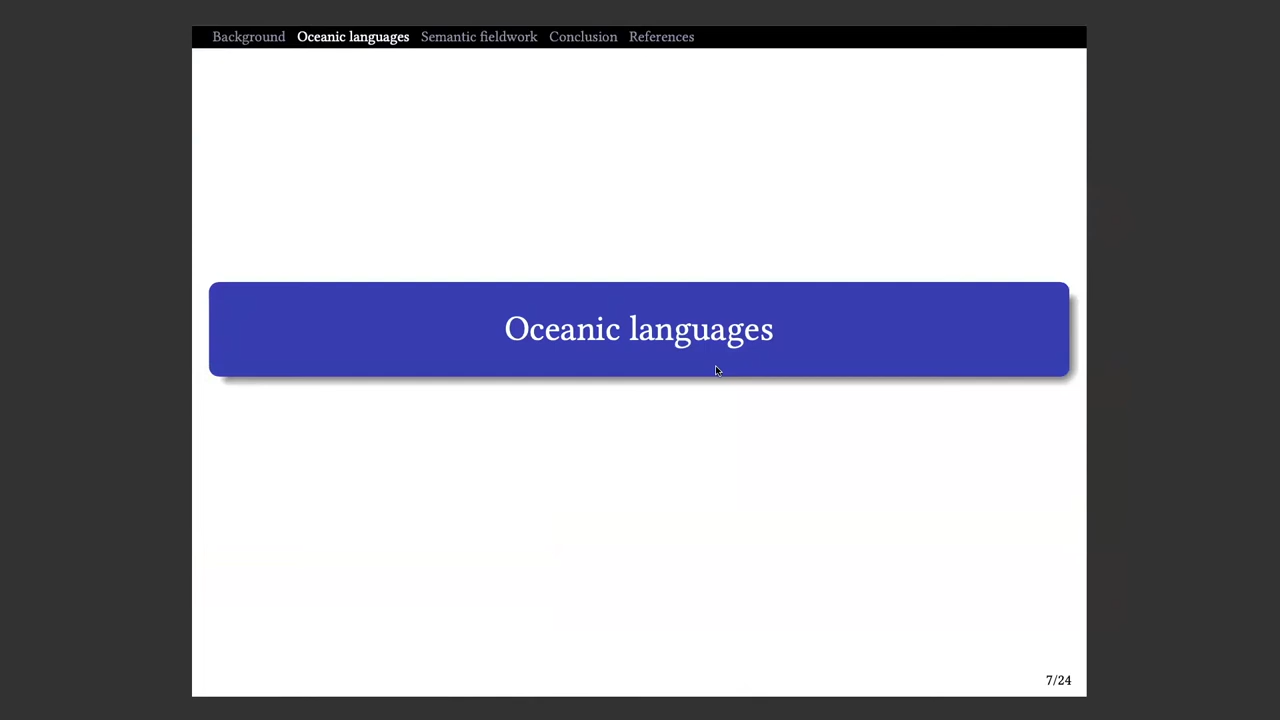 Background Oceanic languages Semantic fieldwork Conclusion References
Oceanic languages
7/24